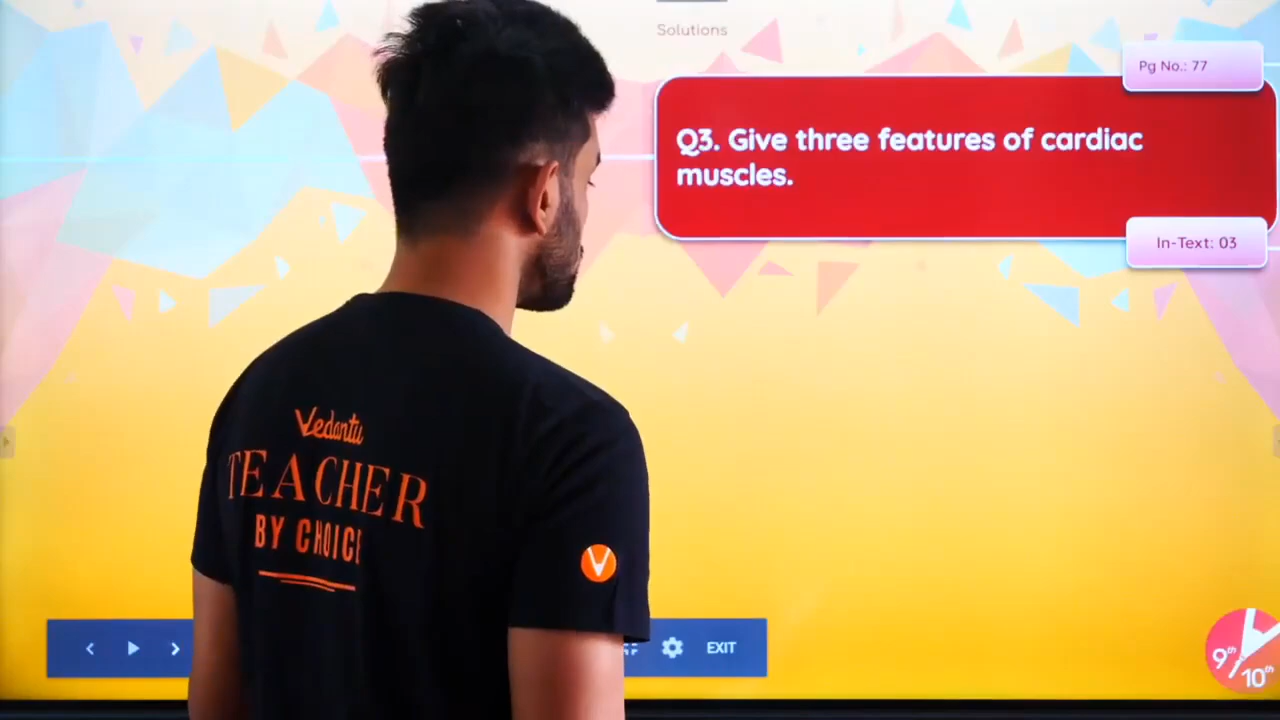 Solutions
Pg No.: 77
Q3. Give three features of cardiac
muscles.
In-Text: 03
Vedantu
TEACHER
BY CHOICE
EXIT
9th
10th